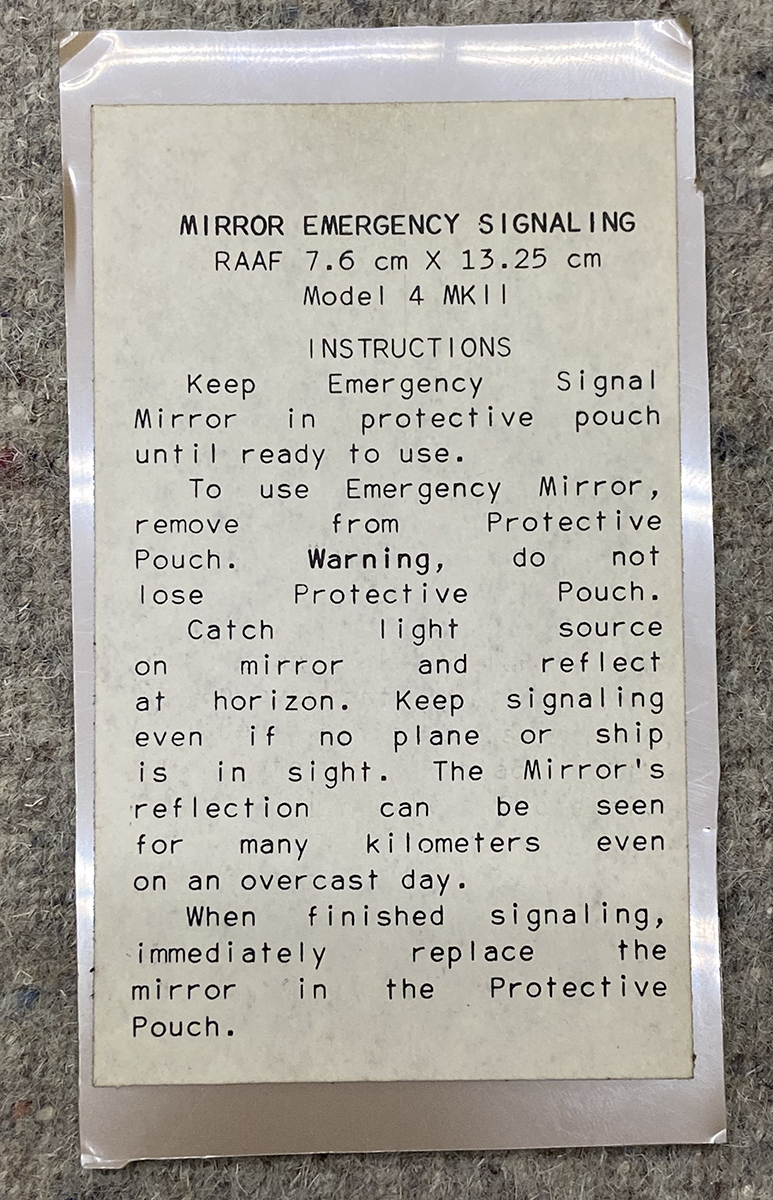 MIRROR EMERGENCY SIGNALING
RAAF 7.6 cm X 13.25 cm
Model 4 MKII
INSTRUCTIONS
Keep Emergency Signal
Mirror in protective pouch
until ready to use.
To use Emergency Mirror,
remove from Protective
Pouch. Warning, do not
lose Protective Pouch.
Catch light source
on mirror and reflect
at horizon. Keep signaling
even if no plane or ship
is in sight. The Mirror's
reflection can be seen
for many kilometers even
on an overcast day.
When finished signaling,
immediately replace the
mirror in the Protective
Pouch.